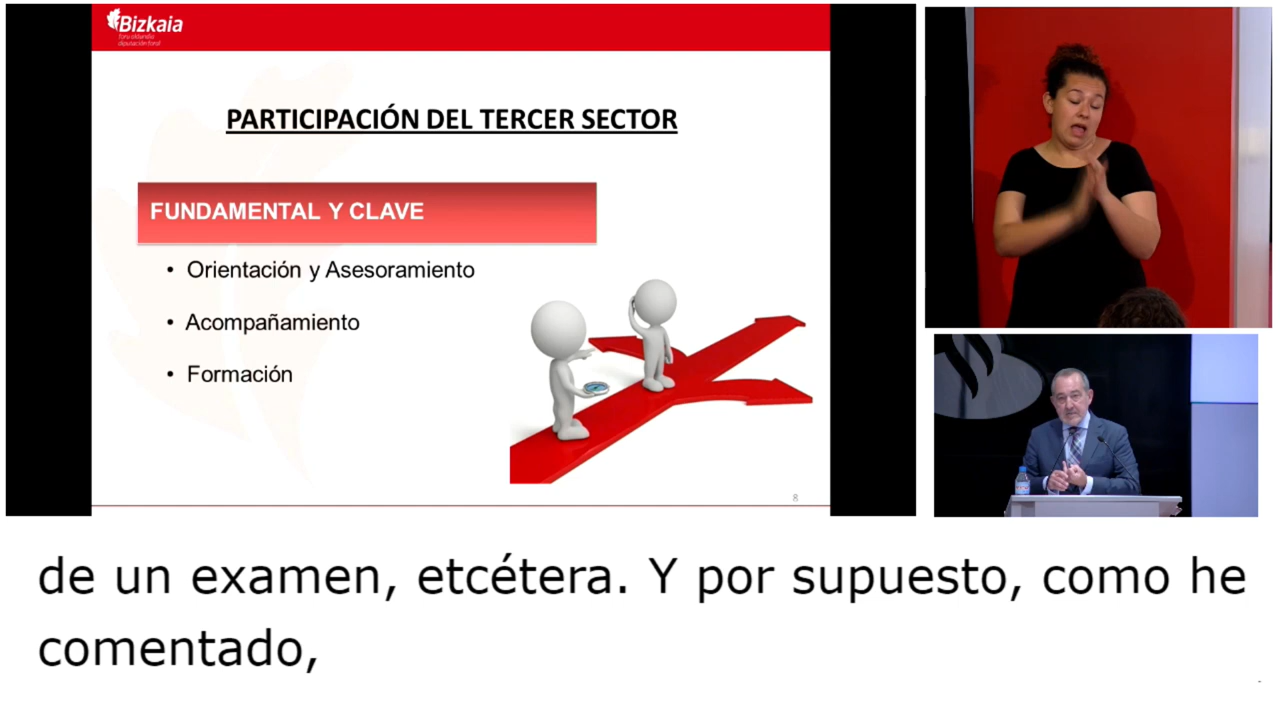 Bizkaia
foru aldundia
diputación foral
PARTICIPACIÓN DEL TERCER SECTOR
FUNDAMENTAL Y CLAVE
• Orientación y Asesoramiento
• Acompañamiento
• Formación
8
de un examen, etcétera. Y por supuesto, como he
comentado,